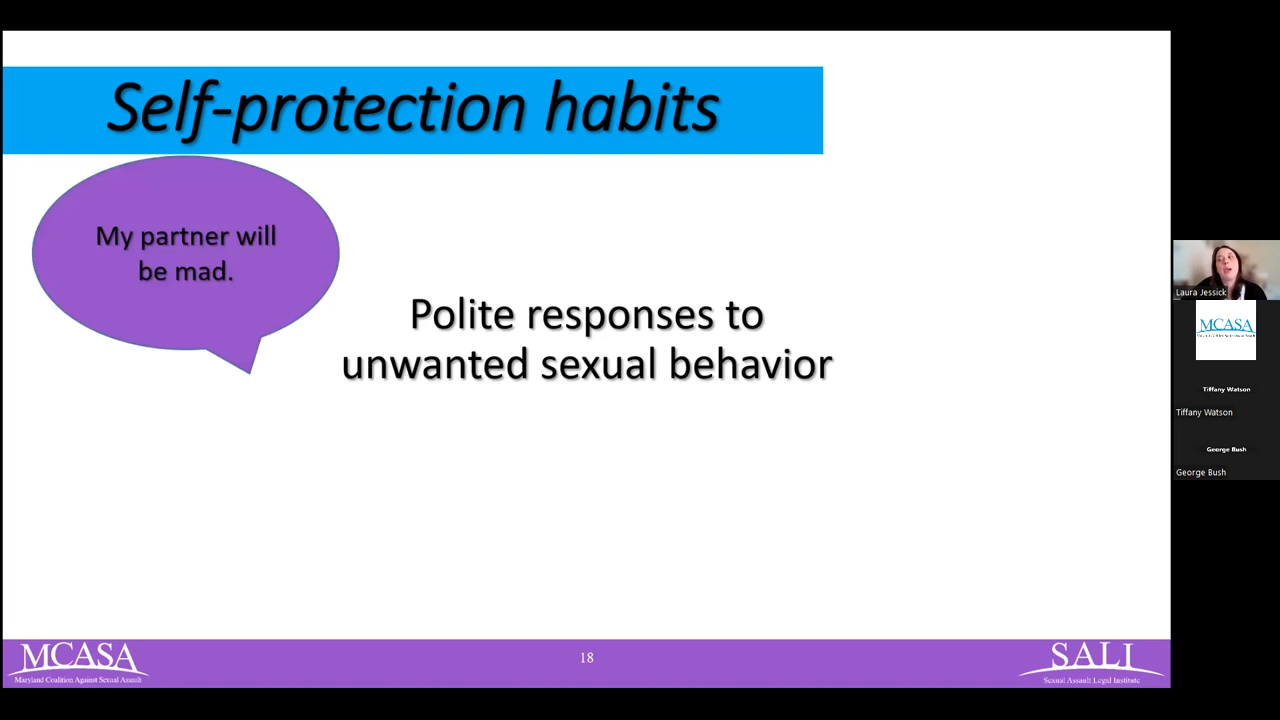 Self-protection habits
My partner will
be mad.
Polite responses to
unwanted sexual behavior
MCASA
Maryland Coalition Against Sexual Assault
18
SALI
Sexual Assault Legal Institute
Laura Jessick
MCASA
Tiffany Watson
Tiffany Watson
George Bush
George Bush